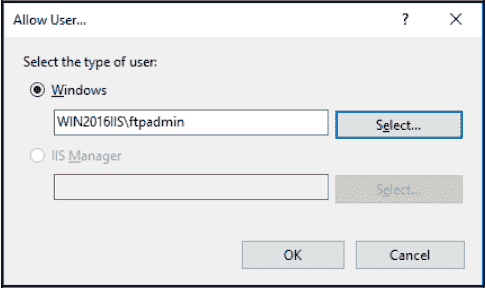 Allow User...
?
Select the type of user:
Windows
WIN2016IIS\ftpadmin
Select...
IIS Manager
Select...
OK
Cancel